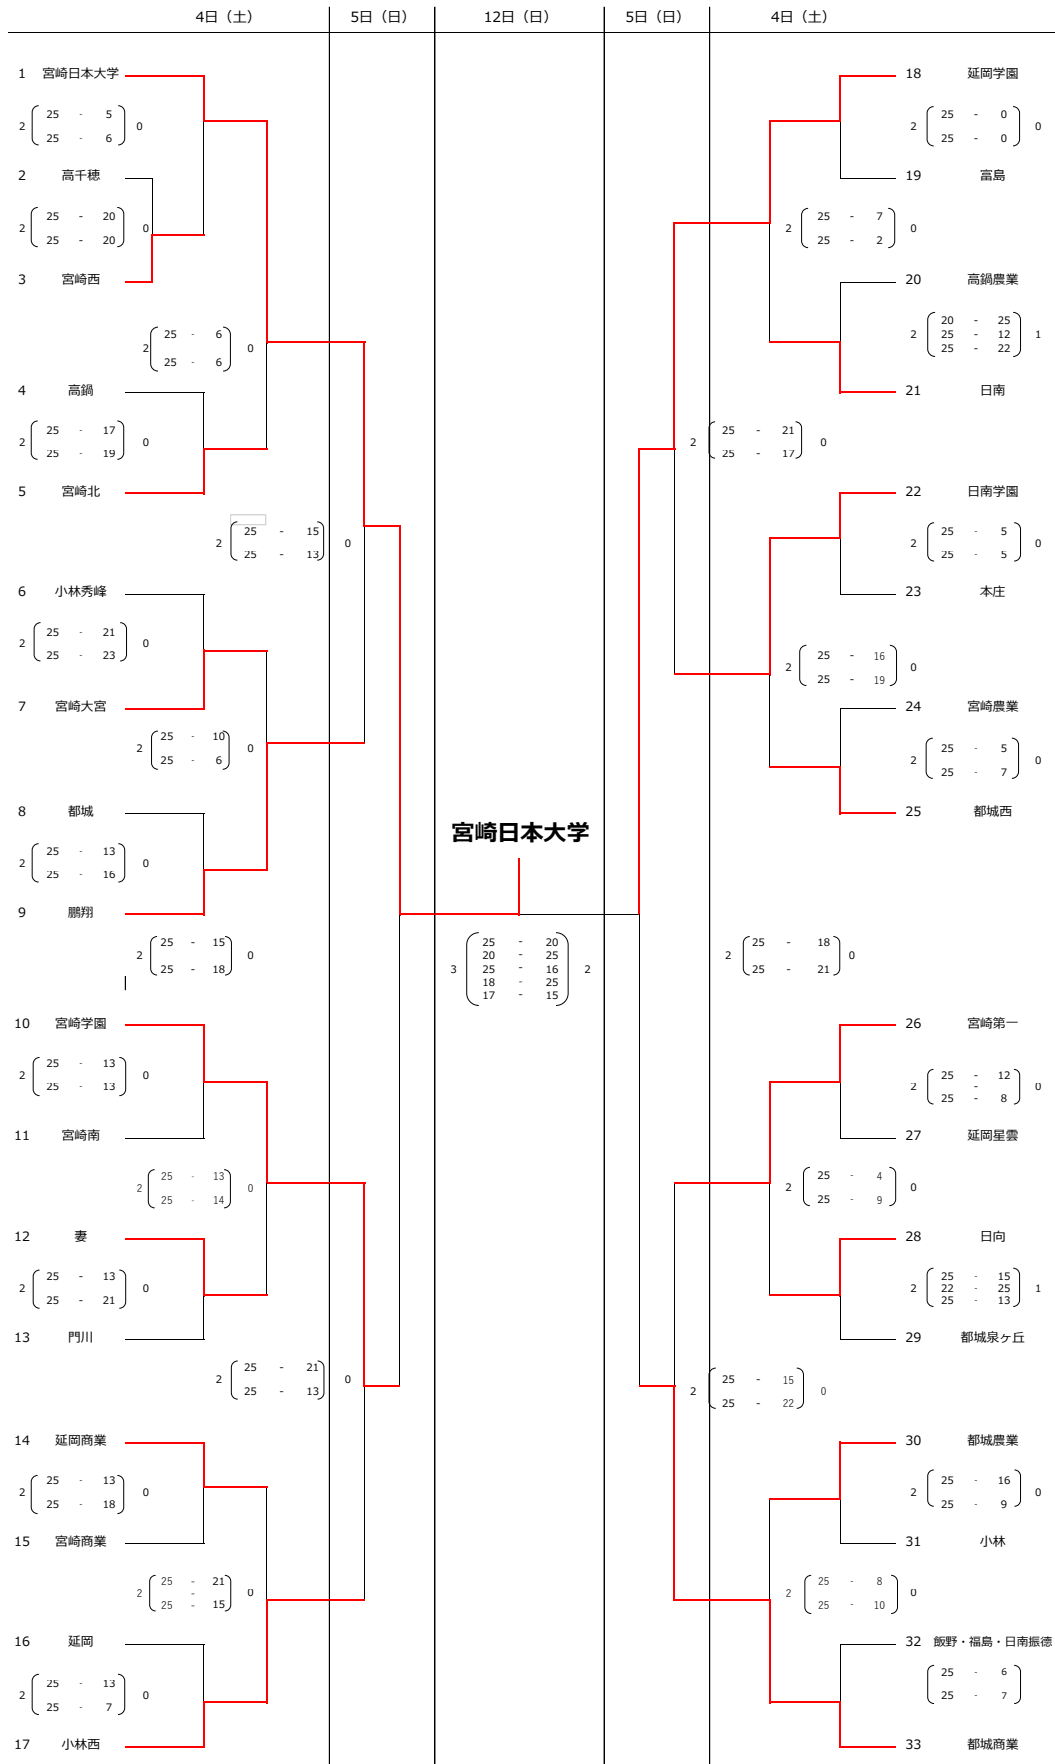 4日（土） 5日（日） 12日（日） 5日（日） 4日（土）
1 宮崎日本大学
2 25 - 5 0
25 - 6
2 高千穂
2 25 - 20 0
25 - 20
3 宮崎西
2 25 - 6 0
25 - 6
4 高鍋
2 25 - 17 0
25 - 19
5 宮崎北
2 25 - 15 0
25 - 13
6 小林秀峰
2 25 - 21 0
25 - 23
7 宮崎大宮
2 25 - 10 0
25 - 6
8 都城
2 25 - 13 0
25 - 16
9 鵬翔
2 25 - 15 0
25 - 18
10 宮崎学園
2 25 - 13 0
25 - 13
11 宮崎南
2 25 - 13 0
25 - 14
12 妻
2 25 - 13 0
25 - 21
13 門川
2 25 - 21 0
25 - 13
14 延岡商業
2 25 - 13 0
25 - 18
15 宮崎商業
2 25 - 21 0
-
25 - 15
16 延岡
2 25 - 13 0
25 - 7
17 小林西
宮崎日本大学
25 - 20
20 - 25
3 25 - 16 2
18 - 25
17 - 15
18 延岡学園
2 25 - 0 0
25 - 0
19 富島
2 25 - 7 0
25 - 2
20 高鍋農業
20 - 25
2 25 - 12 1
25 - 22
21 日南
2 25 - 21 0
25 - 17
22 日南学園
2 25 - 5 0
25 - 5
23 本庄
2 25 - 16 0
25 - 19
24 宮崎農業
2 25 - 5 0
25 - 7
25 都城西
2 25 - 18 0
25 - 21
26 宮崎第一
2 25 - 12 0
-
25 - 8
27 延岡星雲
2 25 - 4 0
25 - 9
28 日向
25 - 15
2 22 - 25 1
25 - 13
29 都城泉ヶ丘
2 25 - 15 0
25 - 22
30 都城農業
2 25 - 16 0
25 - 9
31 小林
2 25 - 8 0
25 - 10
32 飯野・福島・日南振徳
25 - 6
25 - 7
33 都城商業